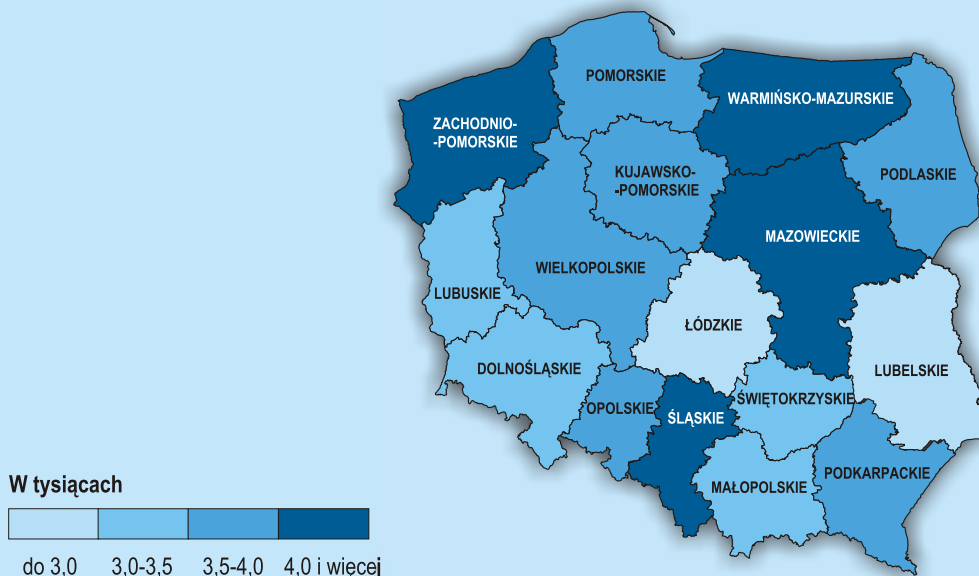 POMORSKIE
WARMIŃSKO-MAZURSKIE
ZACHODNIO-
-POMORSKIE
KUJAWSKO-
-POMORSKIE
PODLASKIE
MAZOWIECKIE
WIELKOPOLSKIE
LUBUSKIE
ŁÓDZKIE
DOLNOŚLĄSKIE
LUBELSKIE
OPOLSKIE
ŚLĄSKIE
ŚWIĘTOKRZYSKIE
MAŁOPOLSKIE
PODKARPACKIE
W tysiącach
do 3,0 3,0-3,5 3,5-4,0 4,0 i więcej